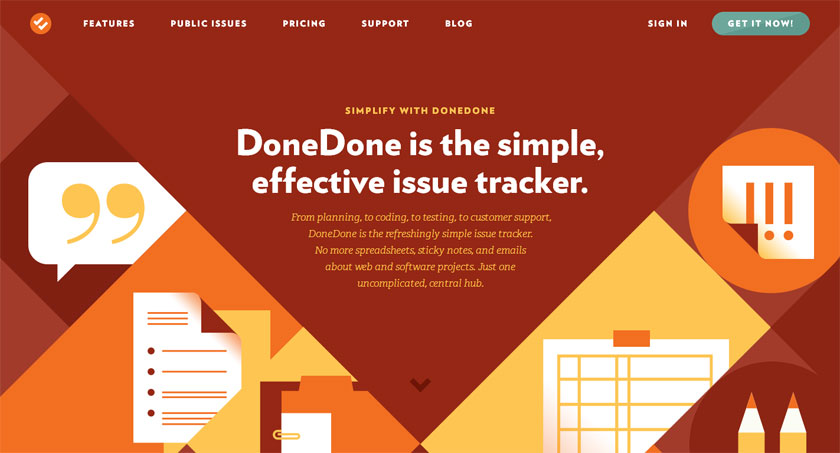 FEATURES PUBLIC ISSUES PRICING SUPPORT BLOG SIGN IN GET IT NOW!
SIMPLIFY WITH DONEDONE
DoneDone is the simple,
effective issue tracker.
From planning, to coding, to testing, to customer support,
DoneDone is the refreshingly simple issue tracker.
No more spreadsheets, sticky notes, and emails
about web and software projects. Just one
uncomplicated, central hub.
”
!!!